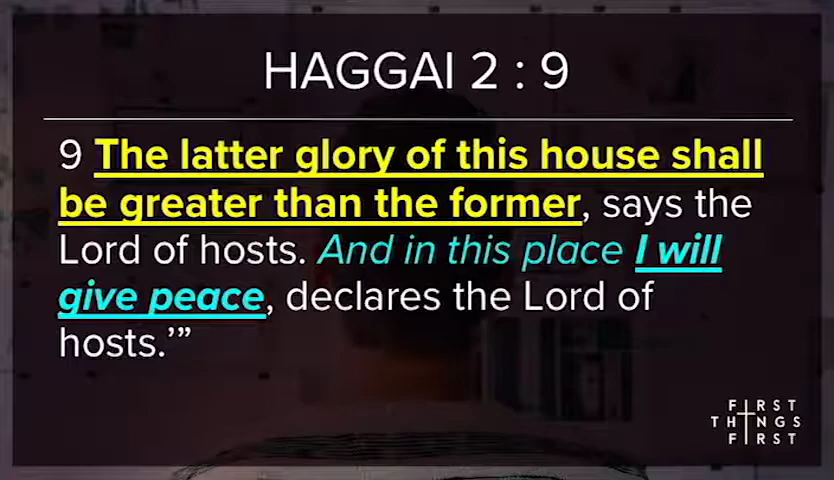 HAGGAI 2 : 9
9 The latter glory of this house shall
be greater than the former, says the
Lord of hosts. And in this place I will
give peace, declares the Lord of
hosts.’”
FIRST
THINGS
FIRST